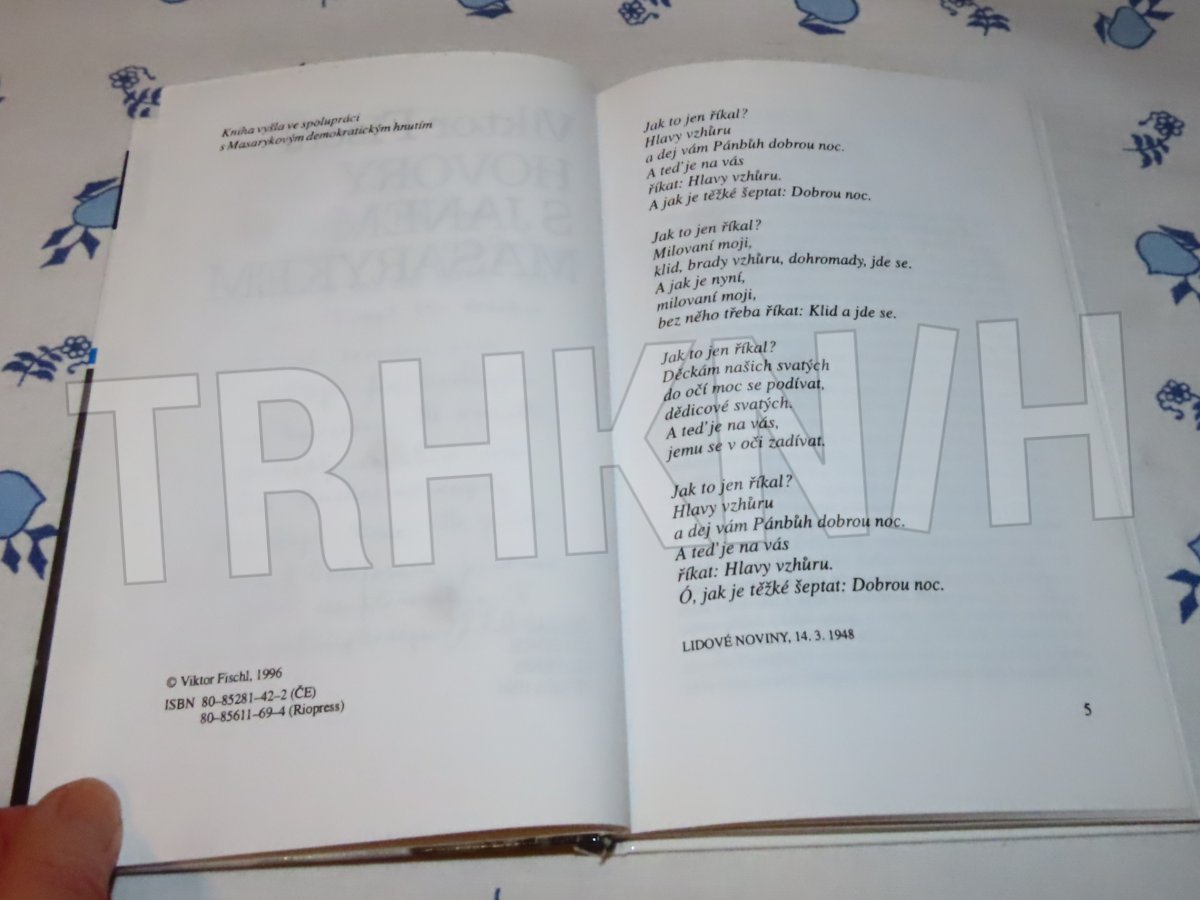 Kniha vyšla ve spolupráci
s Masarykovým demokratickým hnutím
© Viktor Fischl, 1996
ISBN 80–85281–42–2 (ČE)
80–85611–69–4 (Riopress)
Jak to jen říkal?
Hlavy vzhůru
a dej vám Pánbůh dobrou noc.
A teď je na vás
říkat: Hlavy vzhůru.
A jak je těžké šeptat: Dobrou noc.
Jak to jen říkal?
Milovaní moji,
klid, brady vzhůru, dohromady, jde se.
A jak je nyní,
milovaní moji,
bez něho třeba říkat: Klid a jde se.
Jak to jen říkal?
Děckám našich svatých
do očí moc se podívat,
dědicové svatých.
A teď je na vás,
jemu se v oči zadívat.
Jak to jen říkal?
Hlavy vzhůru
a dej vám Pánbůh dobrou noc.
A teď je na vás
říkat: Hlavy vzhůru.
Ó, jak je těžké šeptat: Dobrou noc.
LIDOVÉ NOVINY, 14. 3. 1948
5
TRHKNIH